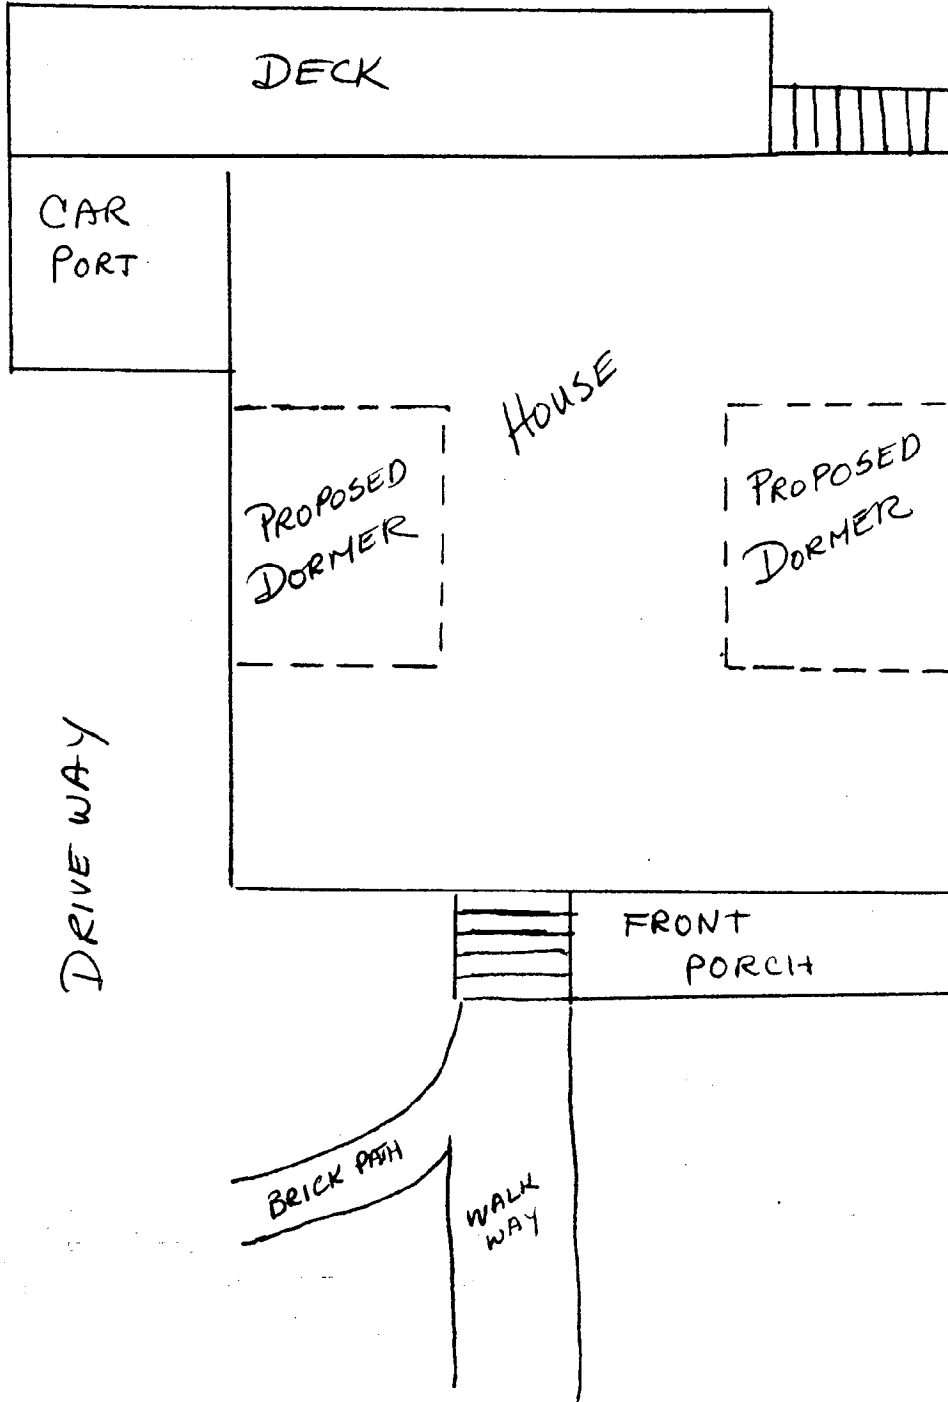 DECK
CAR
PORT
HOUSE
PROPOSED
DORMER
PROPOSED
DORMER
DRIVE WAY
FRONT
PORCH
BRICK PATH
WALK
WAY